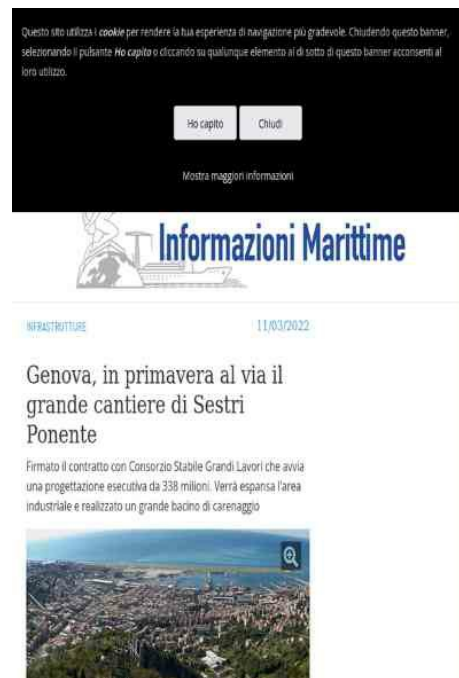 Questo sito utilizza i cookie per rendere la tua esperienza di navigazione più gradevole. Chiudendo questo banner,
selezionando il pulsante Ho capito o cliccando su qualunque elemento al di sotto di questo banner acconsenti al
loro utilizzo.
Ho capito
Chiudi
Mostra maggiori informazioni
Informazioni Marittime
INFRASTRUTTURE
11/03/2022
Genova, in primavera al via il
grande cantiere di Sestri
Ponente
Firmato il contratto con Consorzio Stabile Grandi Lavori che avvia
una progettazione esecutiva da 338 milioni. Verrà espansa l'area
industriale e realizzato un grande bacino di carenaggio